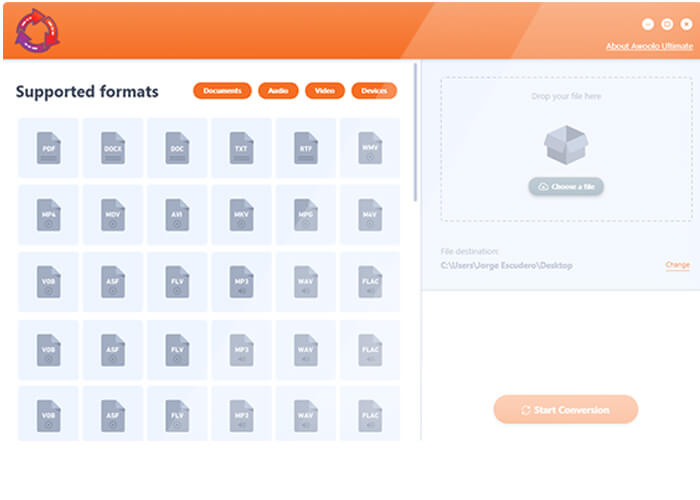 About Awoolo Ultimate
Supported formats
Documents
Audio
Video
Devices
PDF
DOCX
DOC
TXT
RTF
WMV
MP4
MOV
AVI
MKV
MPG
M4V
VOB
ASF
FLV
MP3
WAV
FLAC
VOB
ASF
FLV
MP3
WAV
FLAC
VOB
ASF
FLV
MP3
WAV
FLAC
Drop your file here
Choose a file
File destination:
C:\Users\Jorge Escudero\Desktop
Change
Start Conversion